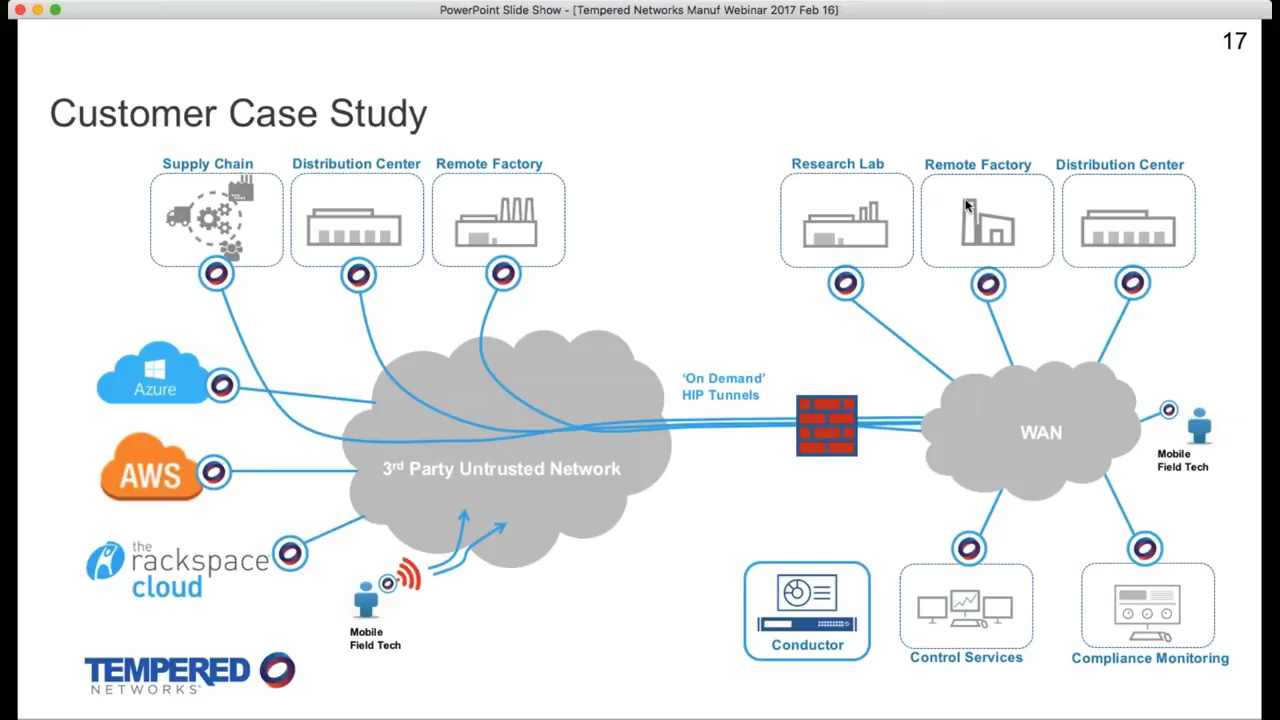 PowerPoint Slide Show - [Tempered Networks Manuf Webinar 2017 Feb 16]
17
Customer Case Study
Supply Chain
Distribution Center
Remote Factory
Research Lab
Remote Factory
Distribution Center
Azure
'On Demand'
HIP Tunnels
WAN
AWS
3rd Party Untrusted Network
Mobile
Field Tech
the
rackspace
cloud
Mobile
Field Tech
Conductor
Control Services
Compliance Monitoring
TEMPERED
NETWORKS